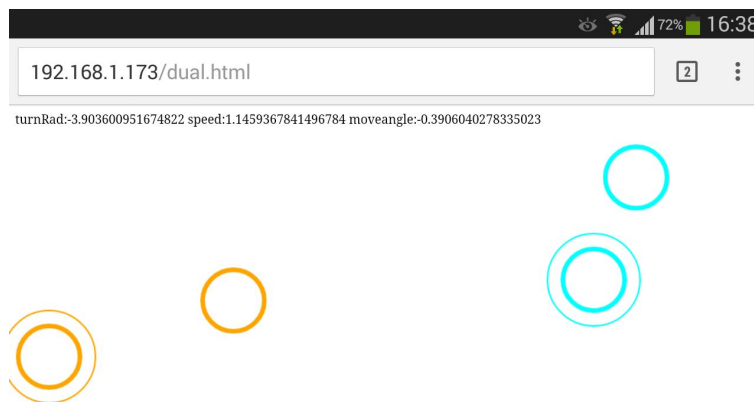 72% 16:38
192.168.1.173/dual.html 2
turnRad:-3.903600951674822 speed:1.1459367841496784 moveangle:-0.3906040278335023